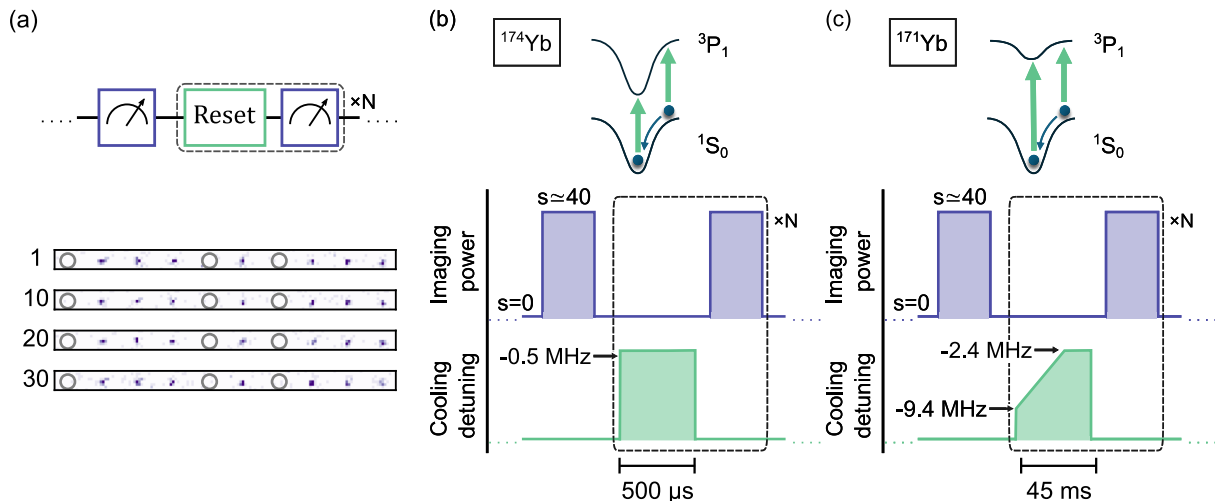 (a)
Reset
×N
1
10
20
30
(b)
¹⁷⁴Yb
³P₁
¹S₀
s≃40
×N
s=0
Imaging
power
-0.5 MHz
Cooling
detuning
500 µs
(c)
¹⁷¹Yb
³P₁
¹S₀
s≃40
×N
s=0
Imaging
power
-2.4 MHz
-9.4 MHz
Cooling
detuning
45 ms